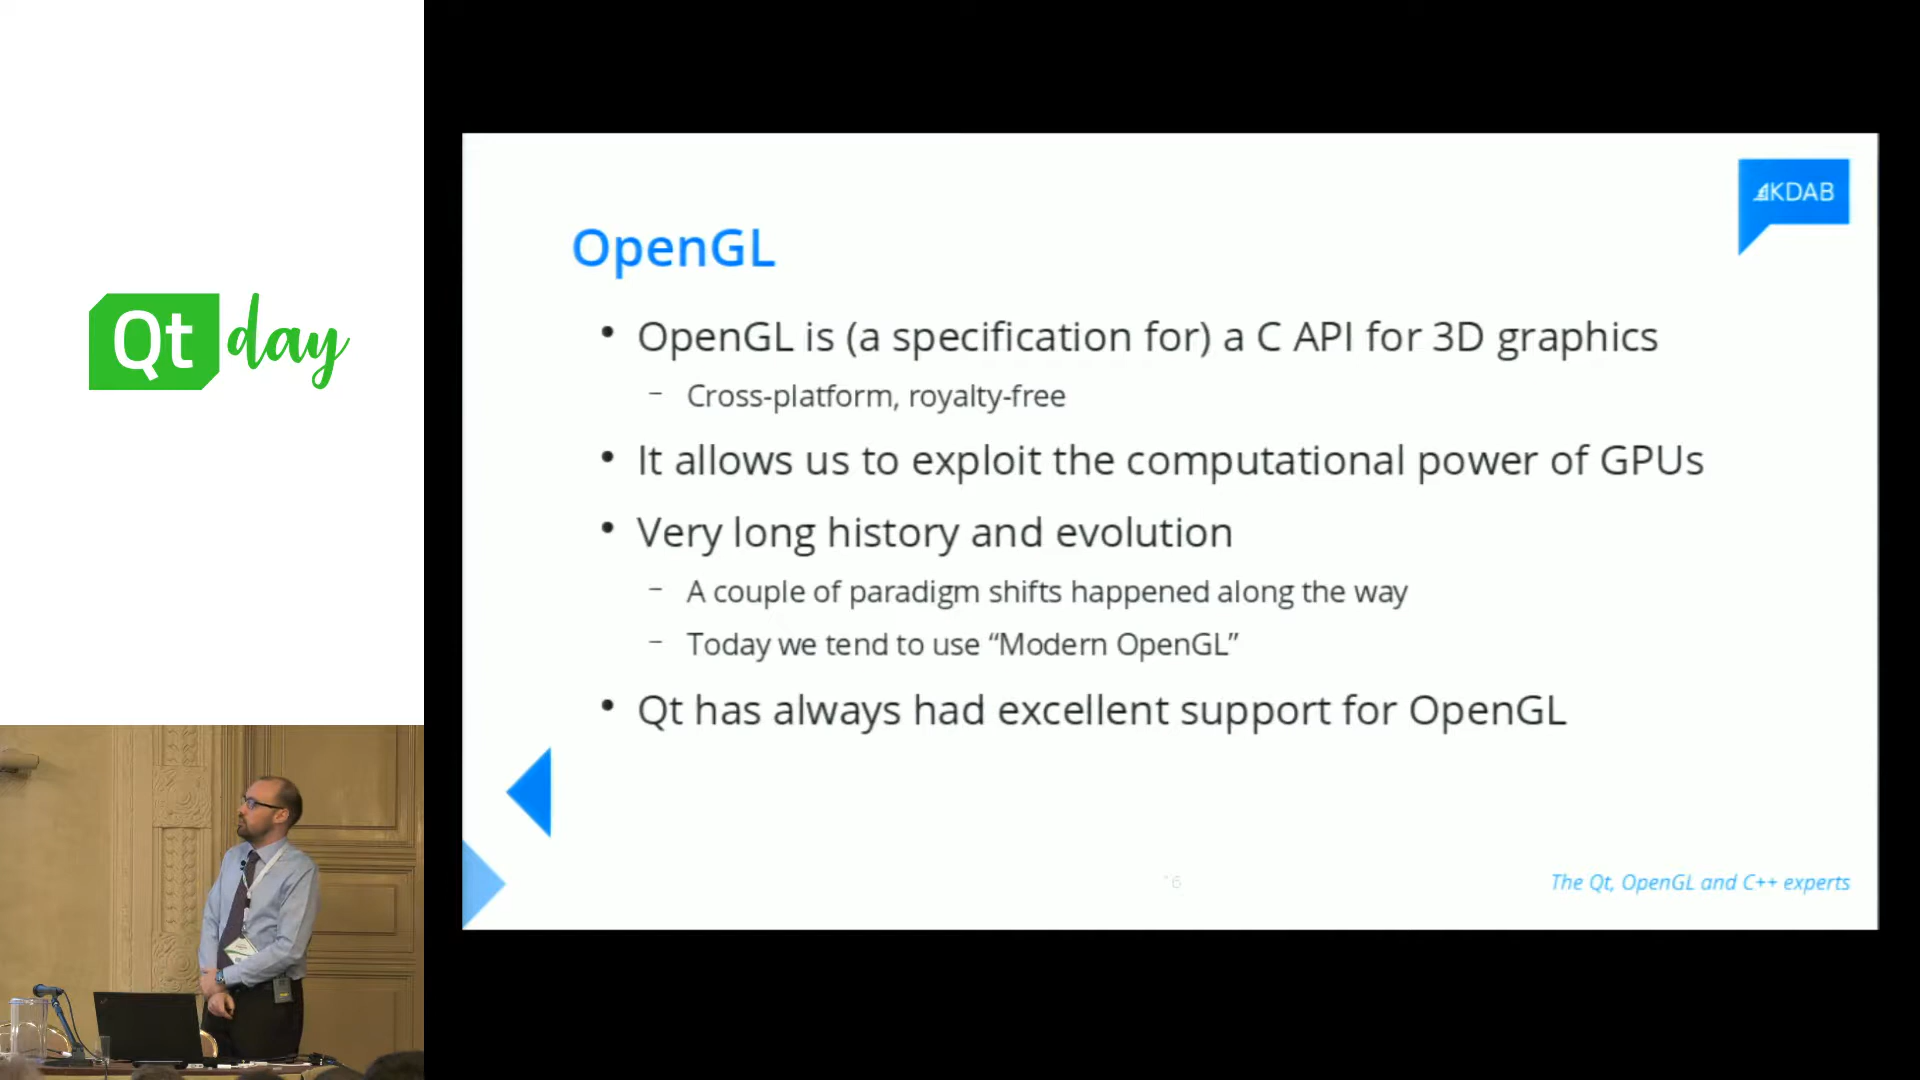 Qt day
KDAB
OpenGL
• OpenGL is (a specification for) a C API for 3D graphics
– Cross-platform, royalty-free
• It allows us to exploit the computational power of GPUs
• Very long history and evolution
– A couple of paradigm shifts happened along the way
– Today we tend to use “Modern OpenGL”
• Qt has always had excellent support for OpenGL
The Qt, OpenGL and C++ experts